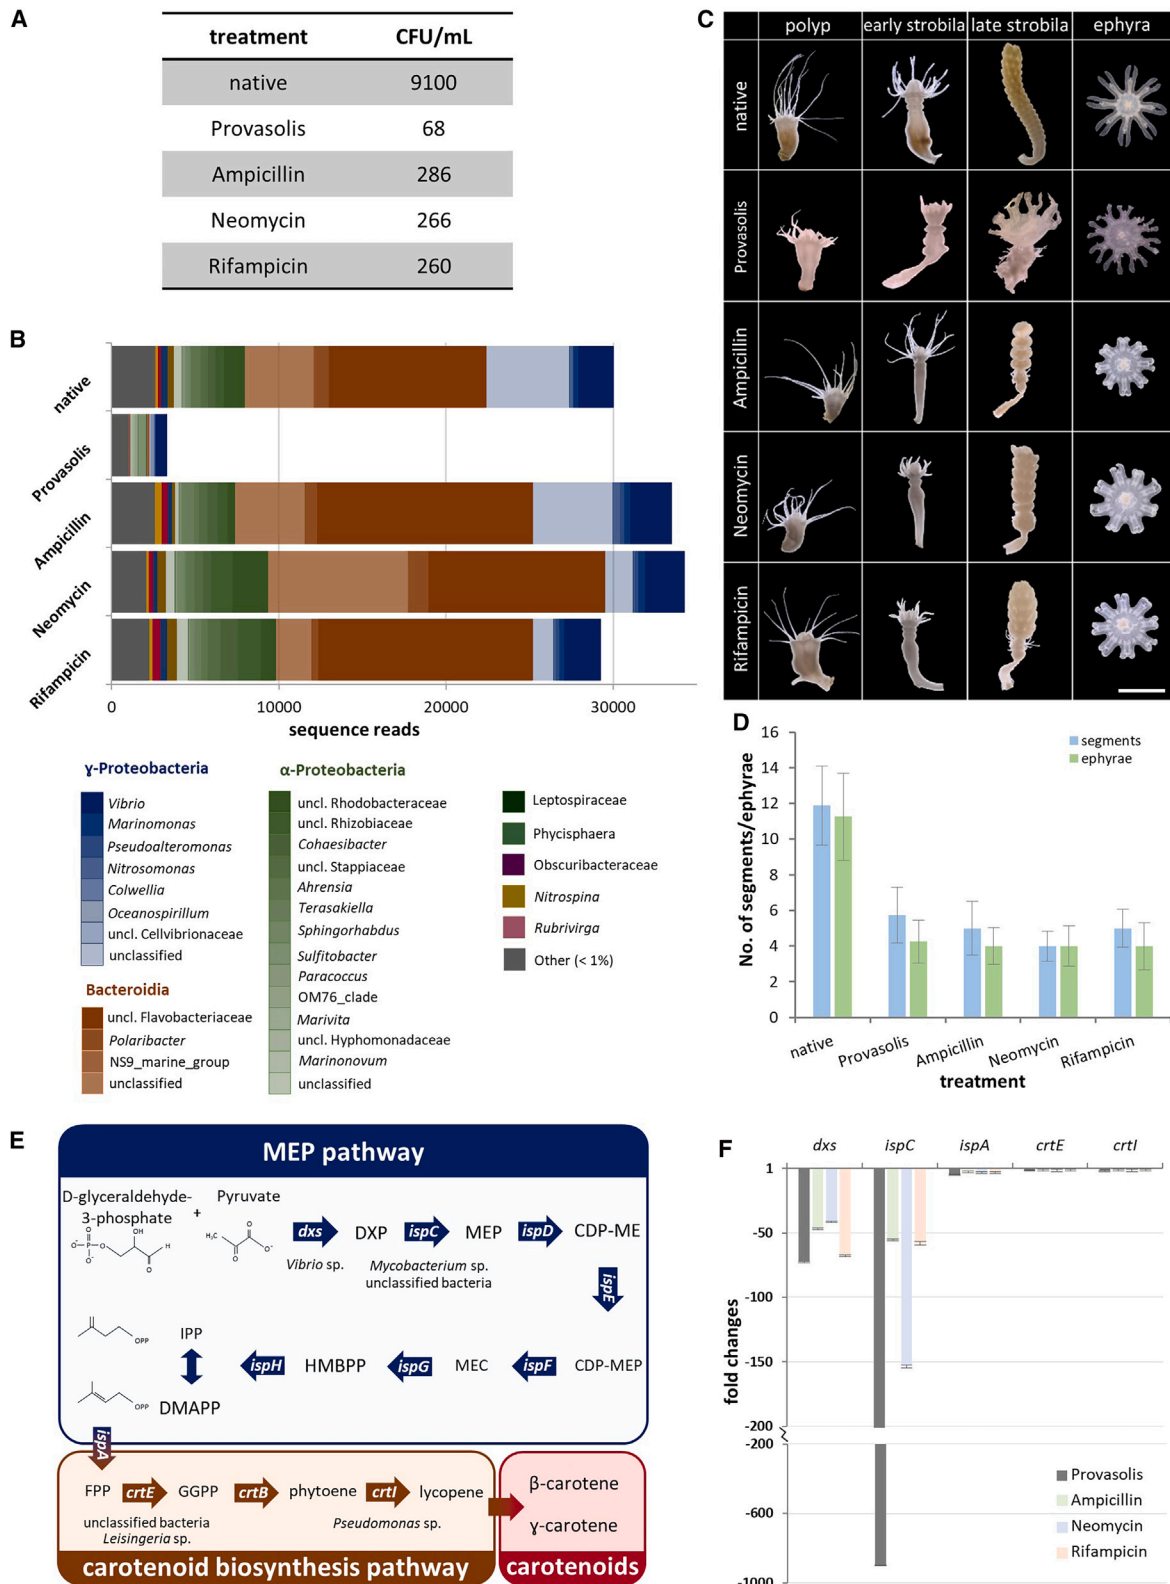 A
treatment CFU/mL
native 9100
Provasolis 68
Ampicillin 286
Neomycin 266
Rifampicin 260
B
native
Provasolis
Ampicillin
Neomycin
Rifampicin
0 10000 20000 30000
sequence reads
ɣ-Proteobacteria
Vibrio
Marinomonas
Pseudoalteromonas
Nitrosomonas
Colwellia
Oceanospirillum
uncl. Cellvibrionaceae
unclassified
Bacteroidia
uncl. Flavobacteriaceae
Polaribacter
NS9_marine_group
unclassified
α-Proteobacteria
uncl. Rhodobacteraceae
uncl. Rhizobiaceae
Cohaesibacter
uncl. Stappiaceae
Ahrensia
Terasakiella
Sphingorhabdus
Sulfitobacter
Paracoccus
OM76_clade
Marivita
uncl. Hyphomonadaceae
Marinonovum
unclassified
Leptospiraceae
Phycisphaera
Obscuribacteraceae
Nitrospina
Rubrivirga
Other (< 1%)
C
polyp early strobila late strobila ephyra
native
Provasolis
Ampicillin
Neomycin
Rifampicin
D
16
14
12
10
8
6
4
2
0
No. of segments/ephyrae
segments
ephyrae
native Provasolis Ampicillin Neomycin Rifampicin
treatment
E
MEP pathway
D-glyceraldehyde-
3-phosphate
+
Pyruvate
O
O⁻ P O
O⁻
OH
H
O
H₃C
O
O
O⁻
dxs DXP ispC MEP ispD CDP-ME
Vibrio sp. Mycobacterium sp.
unclassified bacteria
ispE
OPP IPP
ispH HMBPP ispG MEC ispF CDP-MEP
OPP DMAPP
ispA
FPP crtE GGPP crtB phytoene crtI lycopene
unclassified bacteria
Leisingeria sp.
Pseudomonas sp.
carotenoid biosynthesis pathway
β-carotene
ɣ-carotene
carotenoids
F
dxs ispC ispA crtE crtI
1
-50
-100
-150
-200
-200
-600
-1000
fold changes
Provasolis
Ampicillin
Neomycin
Rifampicin